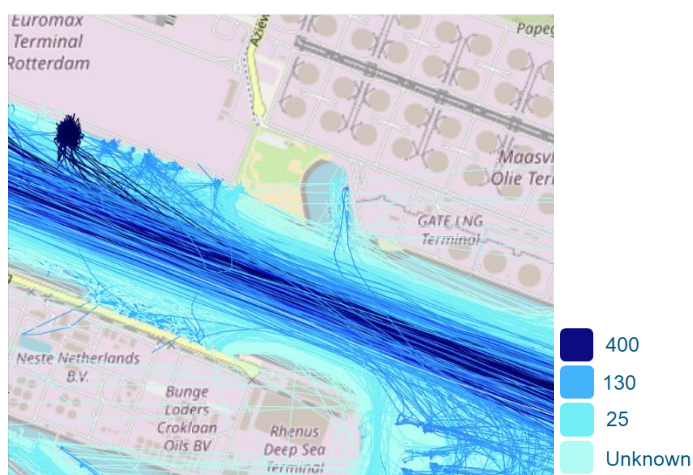 Euromax
Terminal
Rotterdam
Aziëw
Papeg
Maasvl
Olie Ter
GATE LNG
Terminal
Neste Netherlands
B.V.
Bunge
Loders
Croklaan
Oils BV
Rhenus
Deep Sea
Terminal
400
130
25
Unknown